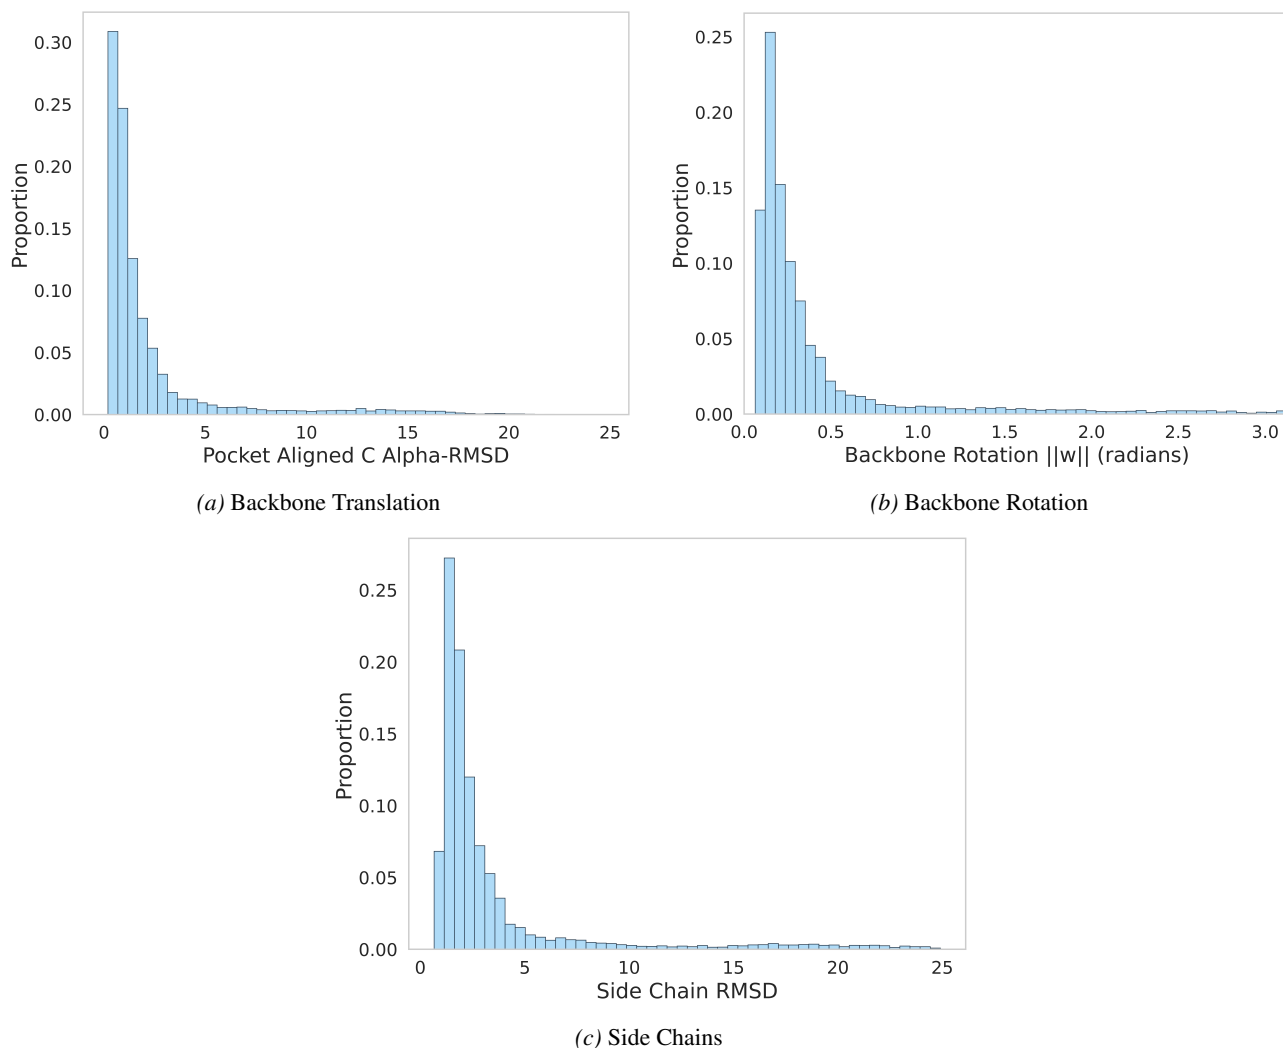 0.30
0.25
0.20
0.15
0.10
0.05
0.00
Proportion
0 5 10 15 20 25
Pocket Aligned C Alpha-RMSD
(a) Backbone Translation
0.25
0.20
0.15
0.10
0.05
0.00
Proportion
0.0 0.5 1.0 1.5 2.0 2.5 3.0
Backbone Rotation ||w|| (radians)
(b) Backbone Rotation
0.25
0.20
0.15
0.10
0.05
0.00
Proportion
0 5 10 15 20 25
Side Chain RMSD
(c) Side Chains